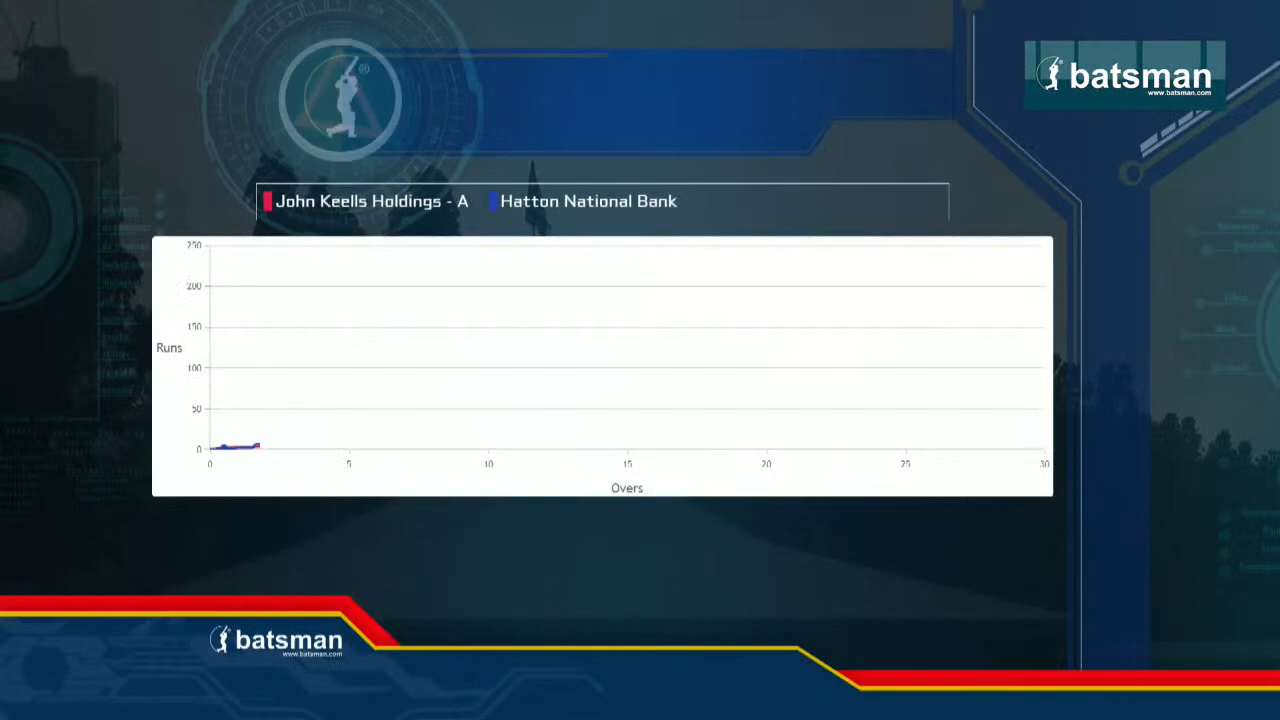 batsman
www.batsman.com
John Keells Holdings - A Hatton National Bank
250
200
150
Runs
100
50
0
0 5 10 15 20 25 30
Overs
batsman
www.batsman.com